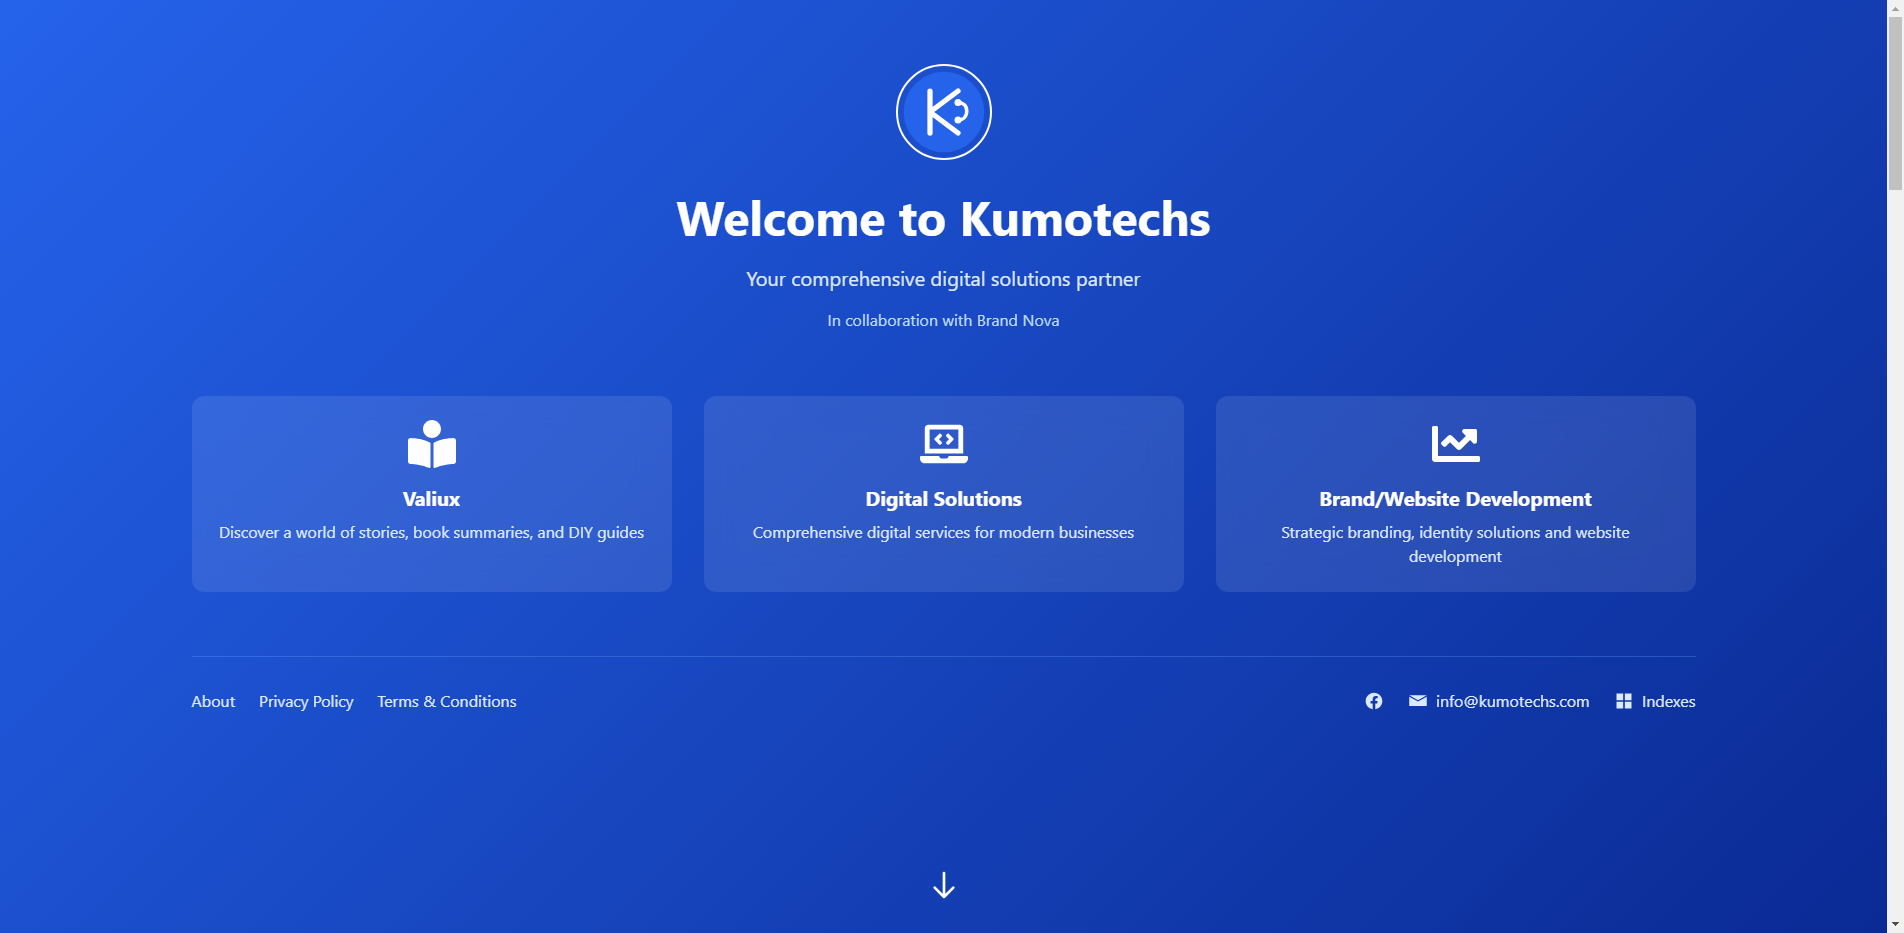 Welcome to Kumotechs
Your comprehensive digital solutions partner
In collaboration with Brand Nova
Valiux
Discover a world of stories, book summaries, and DIY guides
Digital Solutions
Comprehensive digital services for modern businesses
Brand/Website Development
Strategic branding, identity solutions and website
development
About Privacy Policy Terms & Conditions
info@kumotechs.com Indexes